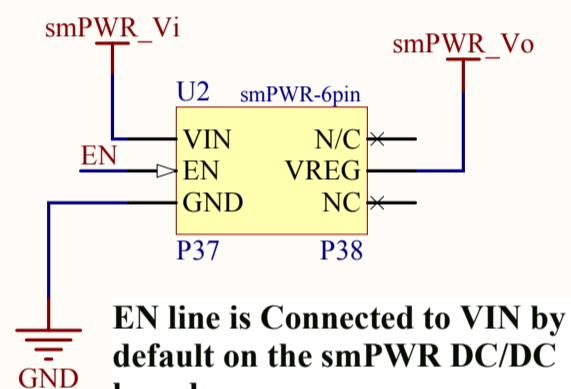 smPWR_Vi
smPWR_Vo
U2 smPWR-6pin
VIN N/C
EN
EN VREG
GND NC
P37 P38
GND
EN line is Connected to VIN by
default on the smPWR DC/DC